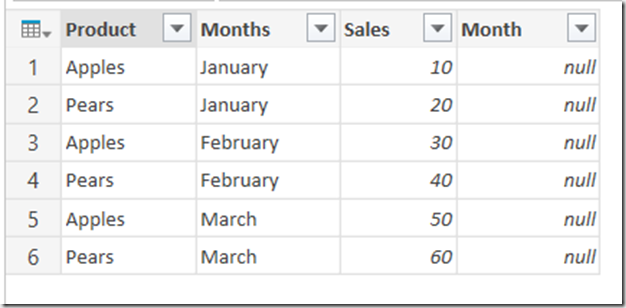 Product Months Sales Month
1 Apples January 10 null
2 Pears January 20 null
3 Apples February 30 null
4 Pears February 40 null
5 Apples March 50 null
6 Pears March 60 null